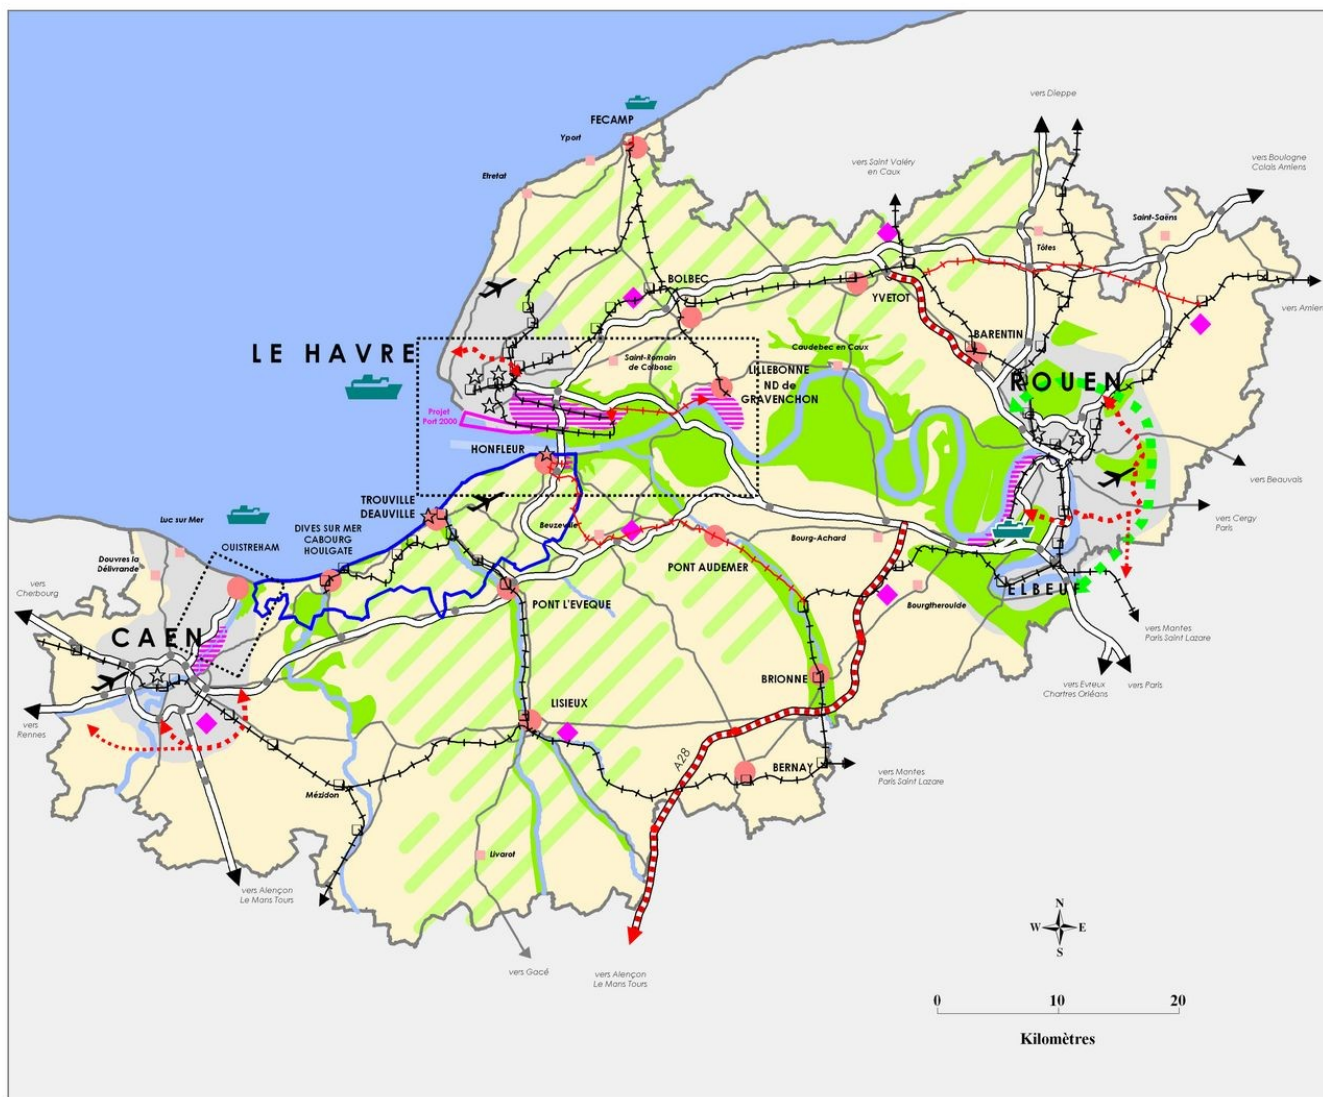 vers Dieppe
FECAMP
Yport
vers Saint Valéry
en Caux
vers Boulogne
Calais Amiens
Etretat
Saint-Saëns
Tôtes
BOLBEC
YVETOT
vers Amien
BARENTIN
LE HAVRE
Saint-Romain
de Colbosc
Caudebec en Caux
ROUEN
LILLEBONNE
ND de
GRAVENCHON
Projet
Port 2000
HONFLEUR
vers Beauvais
TROUVILLE
DEAUVILLE
Luc sur Mer
DIVES SUR MER
CABOURG
HOULGATE
Beuzeville
Bourg-Achard
vers Cergy
Paris
OUISTREHAM
Douvres la
Délivrande
PONT AUDEMER
vers
Cherbourg
PONT L'EVEQUE
ELBEUF
Bourgtheroulde
CAEN
vers Mantes
Paris Saint Lazare
BRIONNE
vers Evreux
Chartres Orléans
vers Paris
LISIEUX
vers
Rennes
A28
BERNAY
vers Mantes
Paris Saint Lazare
Mézidon
Livarot
vers Alençon
Le Mans Tours
vers Gacé
vers Alençon
Le Mans Tours
N
W E
S
0 10 20
Kilomètres